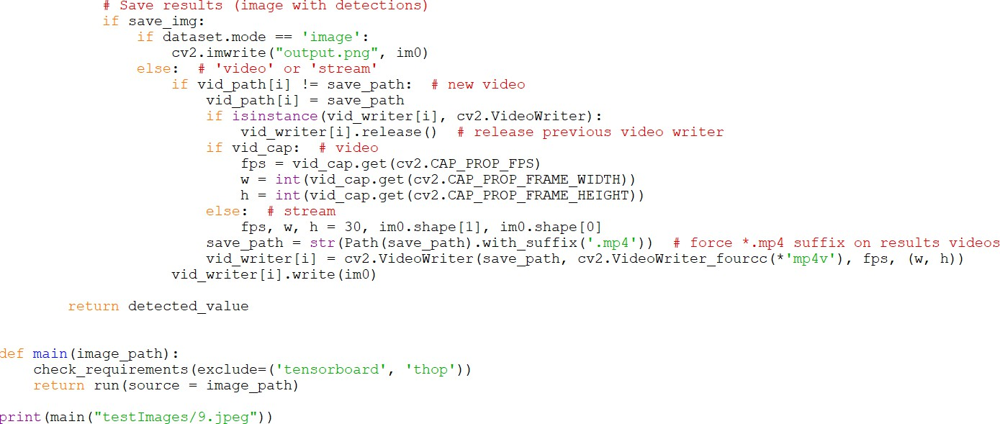 # Save results (image with detections)
if save_img:
if dataset.mode == 'image':
cv2.imwrite("output.png", im0)
else:  # 'video' or 'stream'
if vid_path[i] != save_path:  # new video
vid_path[i] = save_path
if isinstance(vid_writer[i], cv2.VideoWriter):
vid_writer[i].release()  # release previous video writer
if vid_cap:  # video
fps = vid_cap.get(cv2.CAP_PROP_FPS)
w = int(vid_cap.get(cv2.CAP_PROP_FRAME_WIDTH))
h = int(vid_cap.get(cv2.CAP_PROP_FRAME_HEIGHT))
else:  # stream
fps, w, h = 30, im0.shape[1], im0.shape[0]
save_path = str(Path(save_path).with_suffix('.mp4'))  # force *.mp4 suffix on results videos
vid_writer[i] = cv2.VideoWriter(save_path, cv2.VideoWriter_fourcc(*'mp4v'), fps, (w, h))
vid_writer[i].write(im0)
return detected_value
def main(image_path):
check_requirements(exclude=('tensorboard', 'thop'))
return run(source = image_path)
print(main("testImages/9.jpeg"))